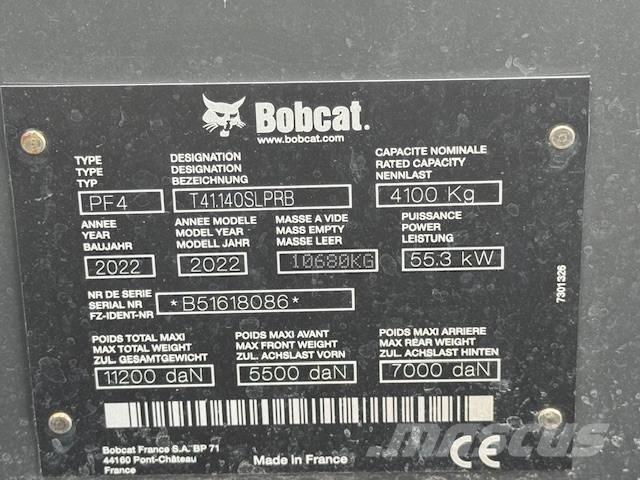 Bobcat.
www.bobcat.com
TYPE
TYPE
TYP
PF4
DESIGNATION
DESIGNATION
BEZEICHNUNG
T41.140SLPRB
CAPACITE NOMINALE
RATED CAPACITY
NENNLAST
4100 Kg
ANNEE
YEAR
BAUJAHR
2022
ANNEE MODELE
MODEL YEAR
MODELL JAHR
2022
MASSE A VIDE
MASS EMPTY
MASSE LEER
10680KG
PUISSANCE
POWER
LEISTUNG
55.3 kW
NR DE SERIE
SERIAL NR
FZ-IDENT-NR
*B51618086*
7301326
POIDS TOTAL MAXI
MAX TOTAL WEIGHT
ZUL. GESAMTGEWICHT
11200 daN
POIDS MAXI AVANT
MAX FRONT WEIGHT
ZUL. ACHSLAST VORN
5500 daN
POIDS MAXI ARRIERE
MAX REAR WEIGHT
ZUL. ACHSLAST HINTEN
7000 daN
Bobcat France S.A. BP 71
44160 Pont-Château
France
Made in France
CE
MASCUS